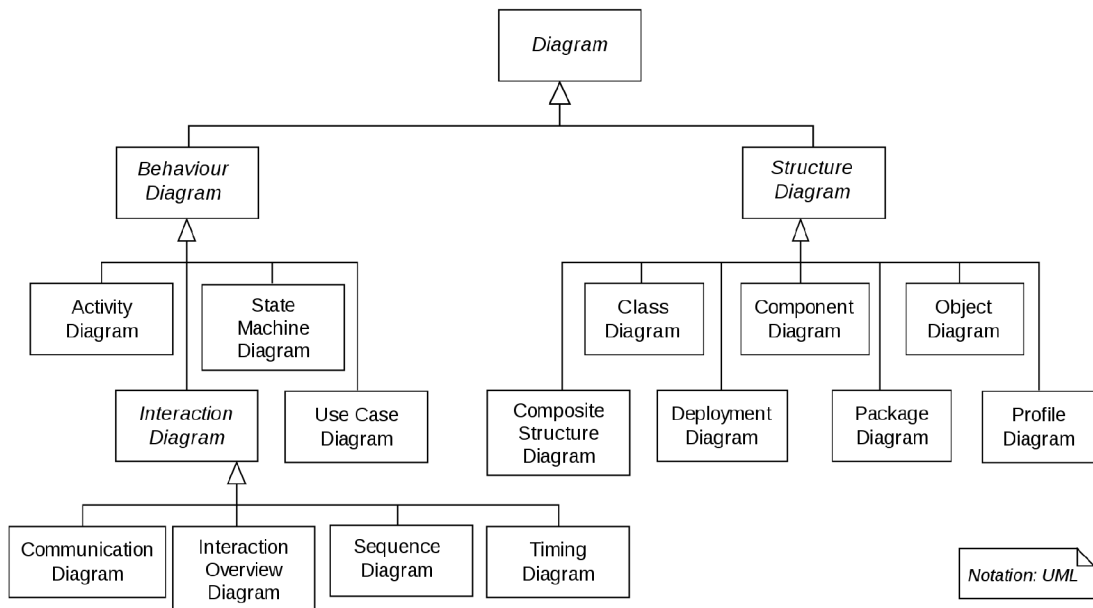 Diagram
Behaviour
Diagram
Structure
Diagram
Activity
Diagram
State
Machine
Diagram
Class
Diagram
Component
Diagram
Object
Diagram
Interaction
Diagram
Use Case
Diagram
Composite
Structure
Diagram
Deployment
Diagram
Package
Diagram
Profile
Diagram
Communication
Diagram
Interaction
Overview
Diagram
Sequence
Diagram
Timing
Diagram
Notation: UML